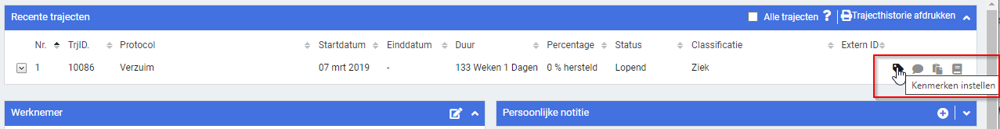 Recente trajecten Alle trajecten ? Trajecthistorie afdrukken
Nr. TrjID. Protocol Startdatum Einddatum Duur Percentage Status Classificatie Extern ID
1 10086 Verzuim 07 mrt 2019 - 133 Weken 1 Dagen 0 % hersteld Lopend Ziek
Kenmerken instellen
Werknemer Persoonlijke notitie